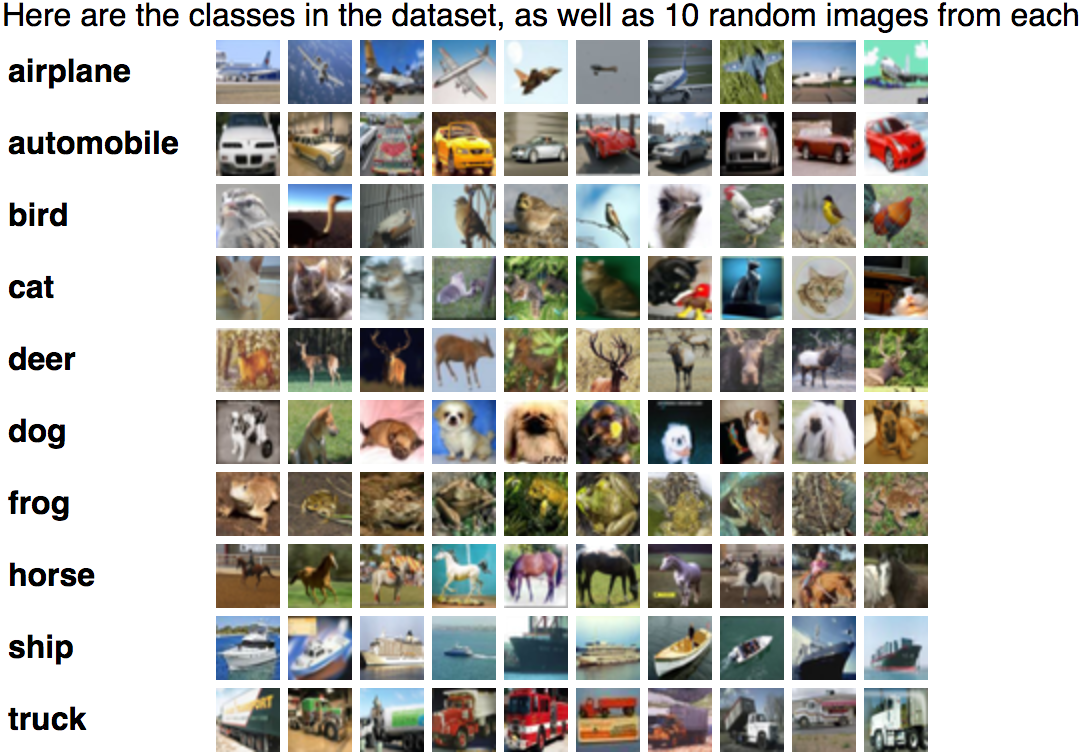 Here are the classes in the dataset, as well as 10 random images from each
airplane
automobile
bird
cat
deer
dog
frog
horse
ship
truck